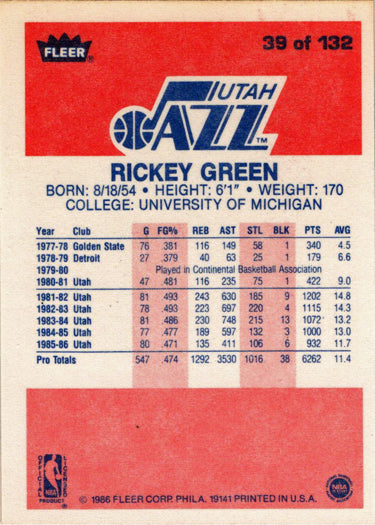 FLEER®
39 of 132
UTAH
JAZZ™
RICKEY GREEN
BORN: 8/18/54 • HEIGHT: 6'1" • WEIGHT: 170
COLLEGE: UNIVERSITY OF MICHIGAN
Year Club G FG% REB AST STL BLK PTS AVG
1977-78 Golden State 76 .381 116 149 58 1 340 4.5
1978-79 Detroit 27 .379 40 63 25 1 179 6.6
1979-80 Played in Continental Basketball Association
1980-81 Utah 47 .481 116 235 75 1 422 9.0
1981-82 Utah 81 .493 243 630 185 9 1202 14.8
1982-83 Utah 78 .493 223 697 220 4 1115 14.3
1983-84 Utah 81 .486 230 748 215 13 1072 13.2
1984-85 Utah 77 .477 189 597 132 3 1000 13.0
1985-86 Utah 80 .471 135 411 106 6 932 11.7
Pro Totals 547 .474 1292 3530 1016 38 6262 11.4
OFFICIAL LICENSED
NBA
PRODUCT
NBA
© 1986 FLEER CORP. PHILA. 19141 PRINTED IN U.S.A.